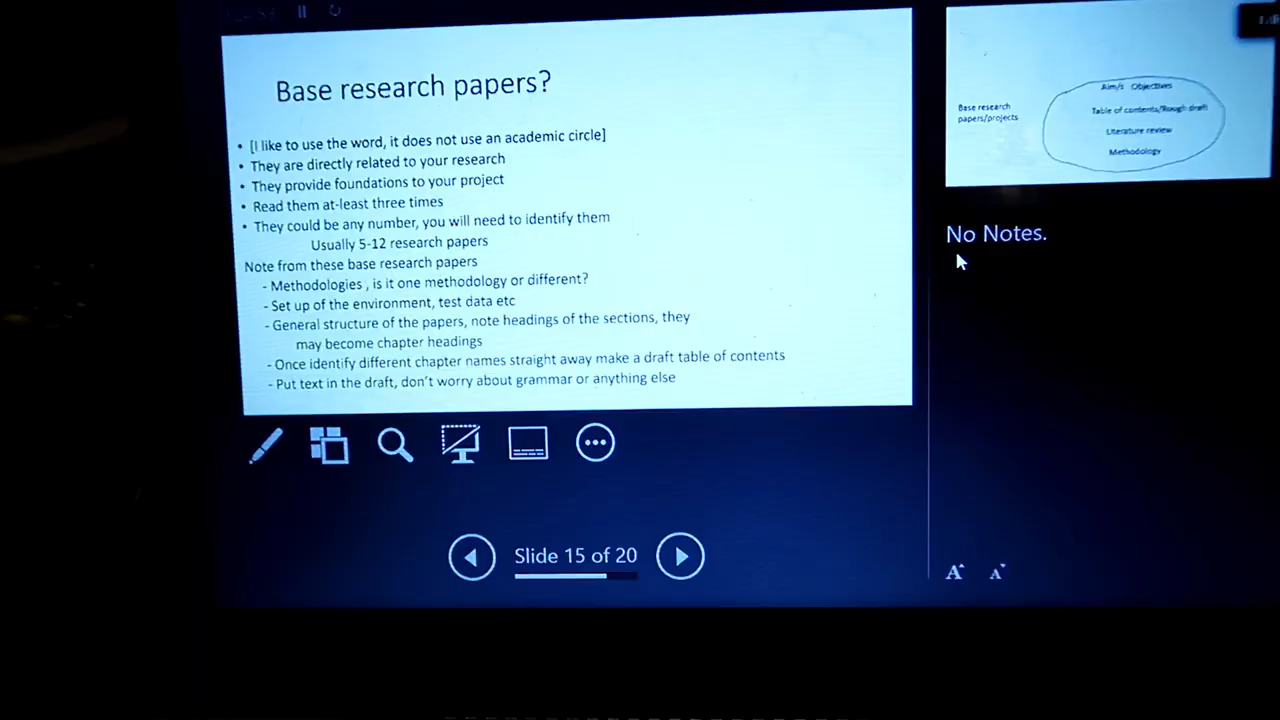 Base research papers?
• [I like to use the word, it does not use an academic circle]
• They are directly related to your research
• They provide foundations to your project
• Read them at-least three times
• They could be any number, you will need to identify them
Usually 5-12 research papers
Note from these base research papers
- Methodologies , is it one methodology or different?
- Set up of the environment, test data etc
- General structure of the papers, note headings of the sections, they
may become chapter headings
- Once identify different chapter names straight away make a draft table of contents
- Put text in the draft, don't worry about grammar or anything else
Slide 15 of 20
Base research
papers/projects
Aim/s Objectives
Table of contents/Rough draft
Literature review
Methodology
No Notes.
A A